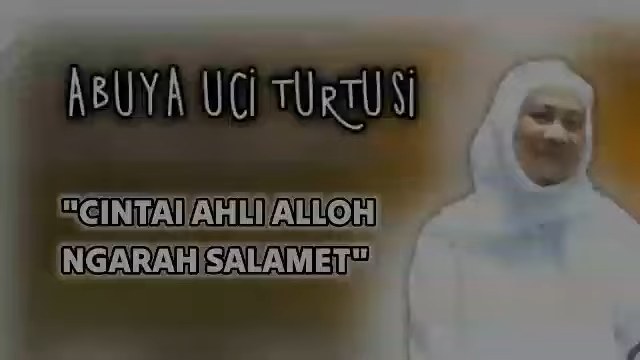 ABUYA UCI TURTUSI
"CINTAI AHLI ALLOH
NGARAH SALAMET"